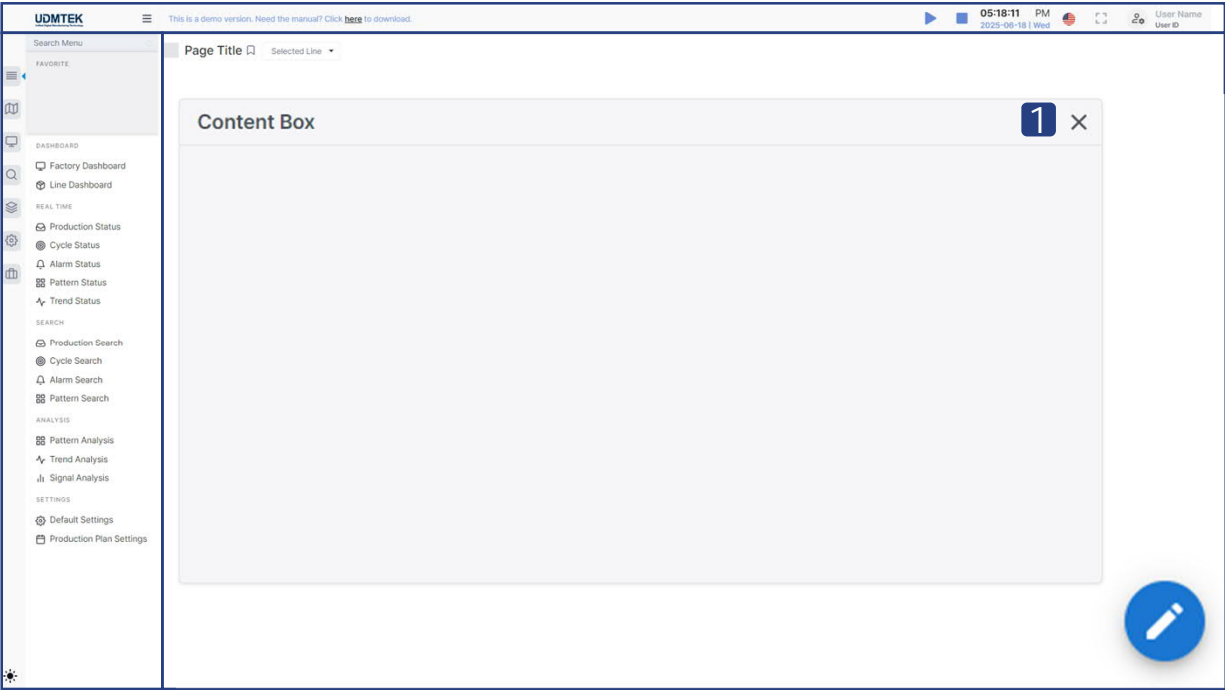 UDMTEK
This is a demo version. Need the manual? Click here to download.
05:18:11 PM
2025-06-18 | Wed
User Name
User ID
Search Menu
FAVORITE
DASHBOARD
Factory Dashboard
Line Dashboard
REAL TIME
Production Status
Cycle Status
Alarm Status
Pattern Status
Trend Status
SEARCH
Production Search
Cycle Search
Alarm Search
Pattern Search
ANALYSIS
Pattern Analysis
Trend Analysis
Signal Analysis
SETTINGS
Default Settings
Production Plan Settings
Page Title
Selected Line
Content Box
1